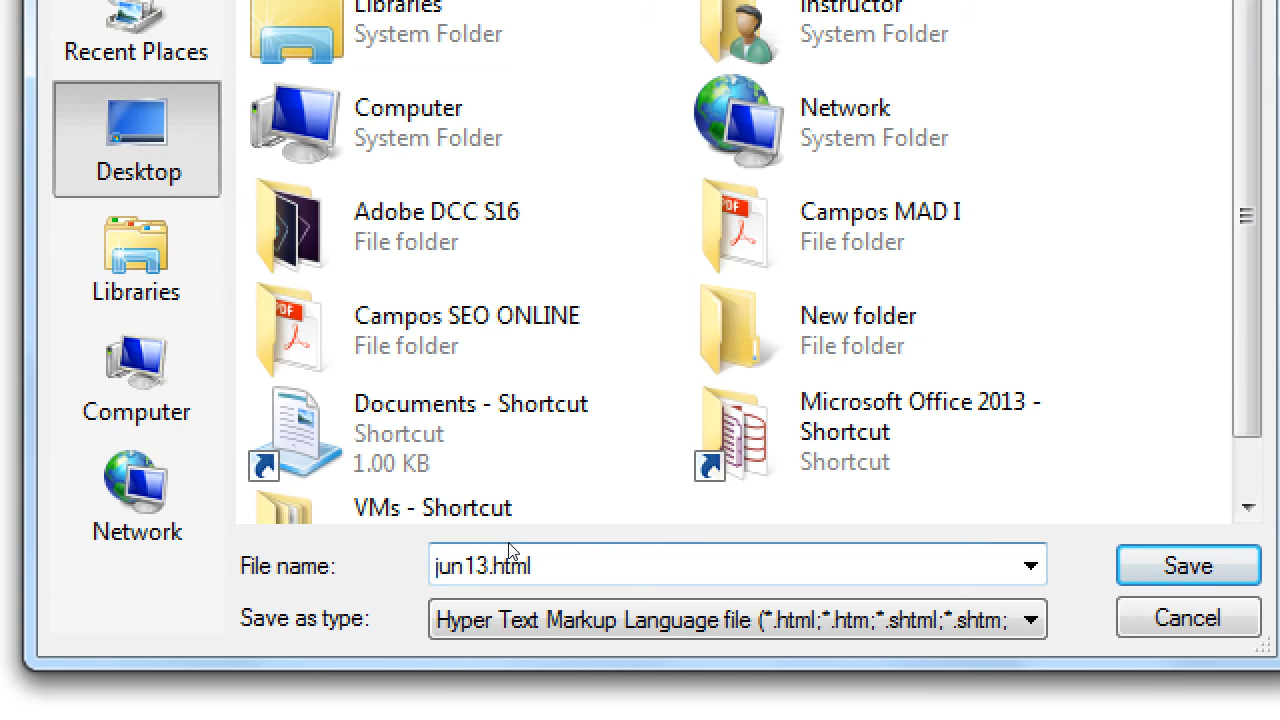 Recent Places
Desktop
Libraries
Computer
Network
Libraries
System Folder
Instructor
System Folder
Computer
System Folder
Network
System Folder
Adobe DCC S16
File folder
Campos MAD I
File folder
Campos SEO ONLINE
File folder
New folder
File folder
Documents - Shortcut
Shortcut
1.00 KB
Microsoft Office 2013 -
Shortcut
Shortcut
VMs - Shortcut
File name:
jun13.html
Save
Save as type:
Hyper Text Markup Language file (*.html;*.htm;*.shtml;*.shtm;
Cancel
PDF
PDF